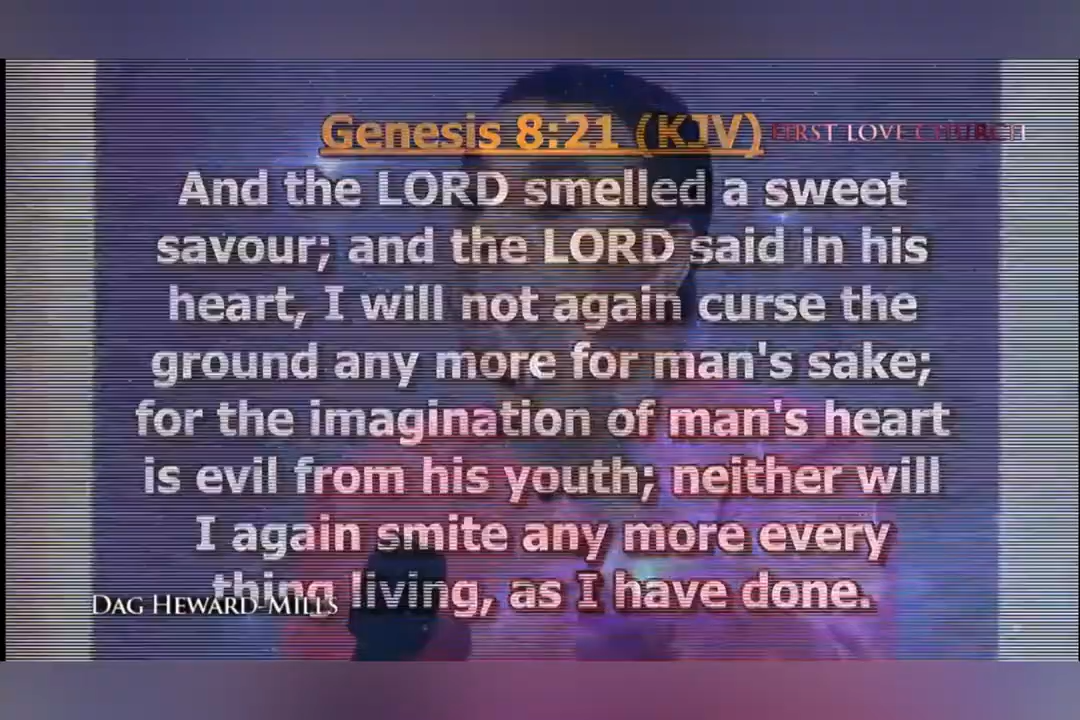 Genesis 8:21 (KJV)
FIRST LOVE CHURCH
And the LORD smelled a sweet
savour; and the LORD said in his
heart, I will not again curse the
ground any more for man's sake;
for the imagination of man's heart
is evil from his youth; neither will
I again smite any more every
thing living, as I have done.
DAG HEWARD-MILLS